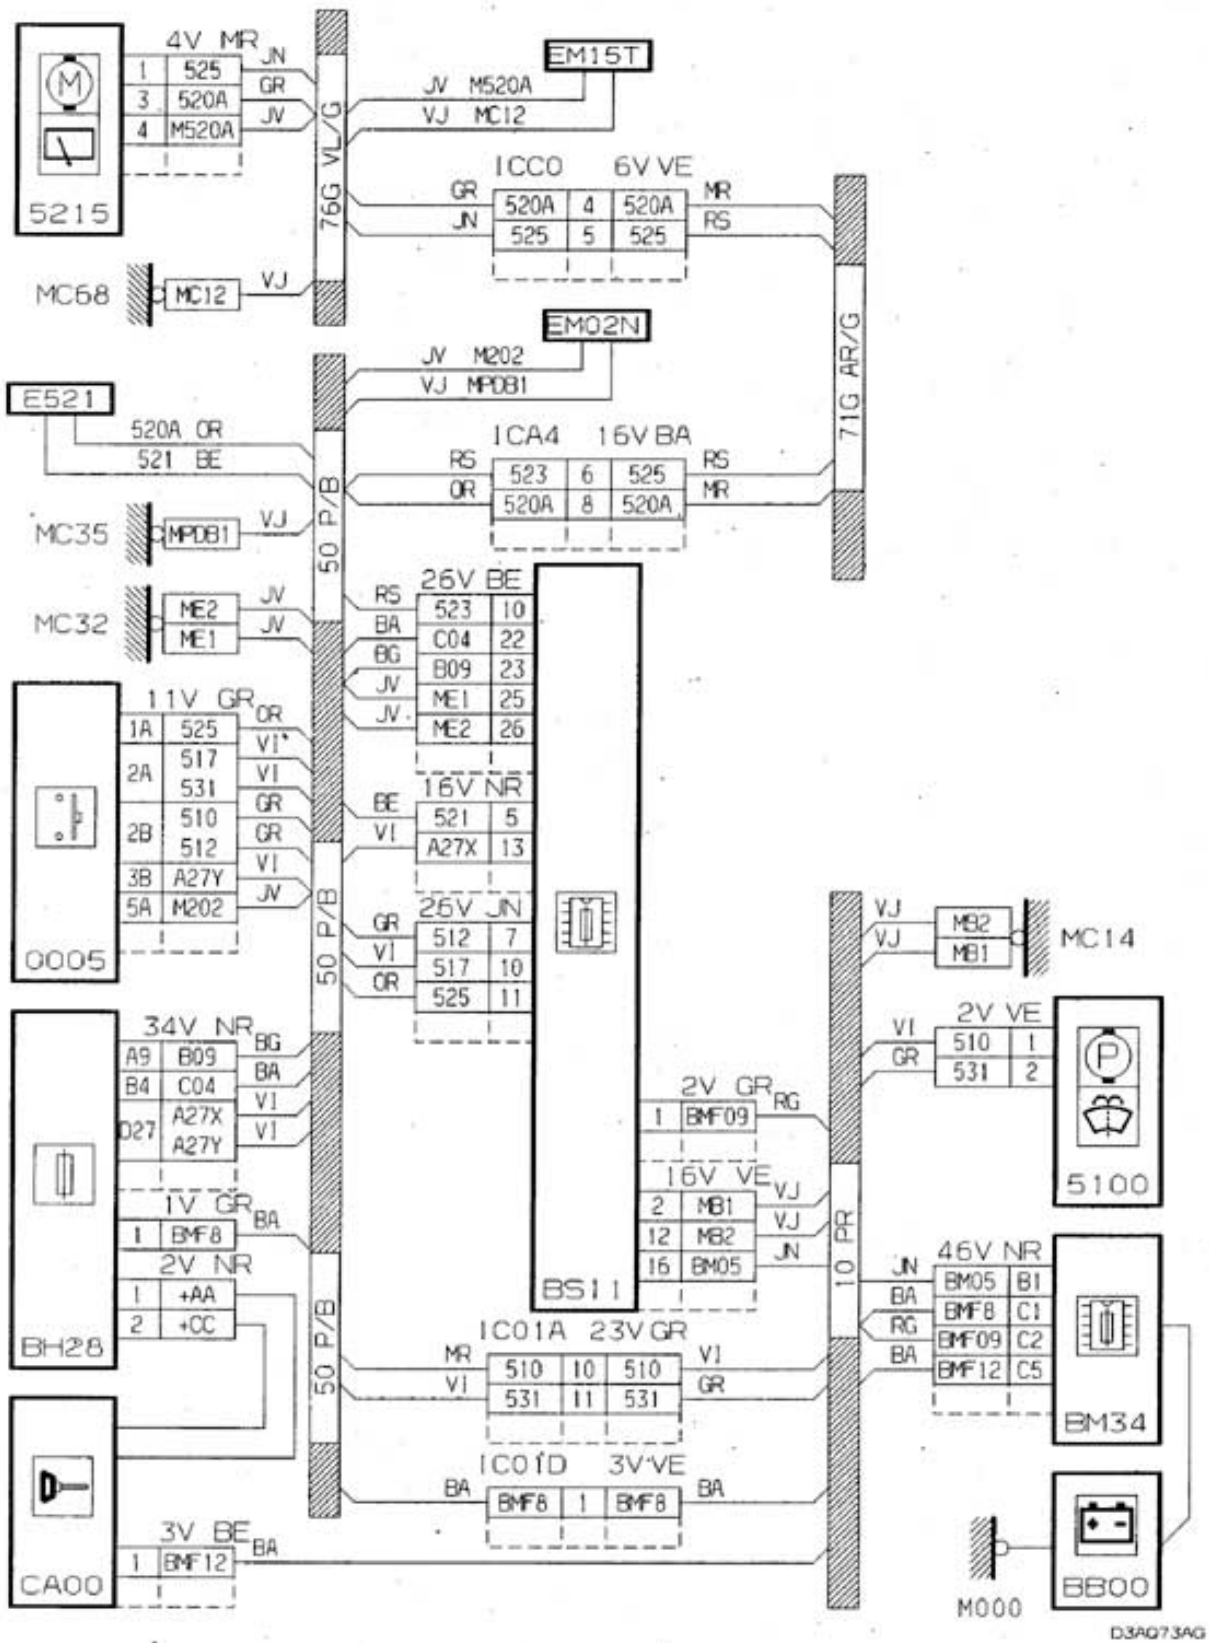 4V MR
1 525 JN
3 520A GR
4 M520A JV
5215
76G VL/G
EM15T
JV M520A
VJ MC12
1CC0 6V VE
GR 520A 4 520A MR
JN 525 5 525 RS
MC68 MC12 VJ
EM02N
JV M202
VJ MPDB1
71G AR/G
E521
520A OR
521 BE
50 P/B
1CA4 16V BA
RS 523 6 525 RS
OR 520A 8 520A MR
MC35 MPDB1 VJ
MC32
ME2 JV
ME1 JV
26V BE
RS 523 10
BA C04 22
BG B09 23
JV ME1 25
JV ME2 26
11V GR
1A 525 OR
2A 517 VI
531 VI
2B 510 GR
512 GR
3B A27Y VI
5A M202 JV
0005
16V NR
BE 521 5
VI A27X 13
50 P/B
26V JN
GR 512 7
VI 517 10
OR 525 11
VJ MB2
VJ MB1
MC14
34V NR
A9 B09 BG
B4 C04 BA
D27 A27X VI
A27Y VI
1V GR
1 BMF8 BA
2V NR
1 +AA
2 +CC
BH28
2V VE
VI 510 1
GR 531 2
5100
2V GR
1 BMF09 RG
16V VE
2 MB1 VJ
12 MB2 VJ
16 BM05 JN
BS11
10 PR
46V NR
JN BM05 B1
BA BMF8 C1
RG BMF09 C2
BA BMF12 C5
BM34
50 P/B
1C01A 23V GR
MR 510 10 510 VI
VI 531 11 531 GR
1C01D 3V VE
BA BMF8 1 BMF8 BA
3V BE
1 BMF12 BA
CA00
M000
BB00
D3AQ73AG
M
P
+ -